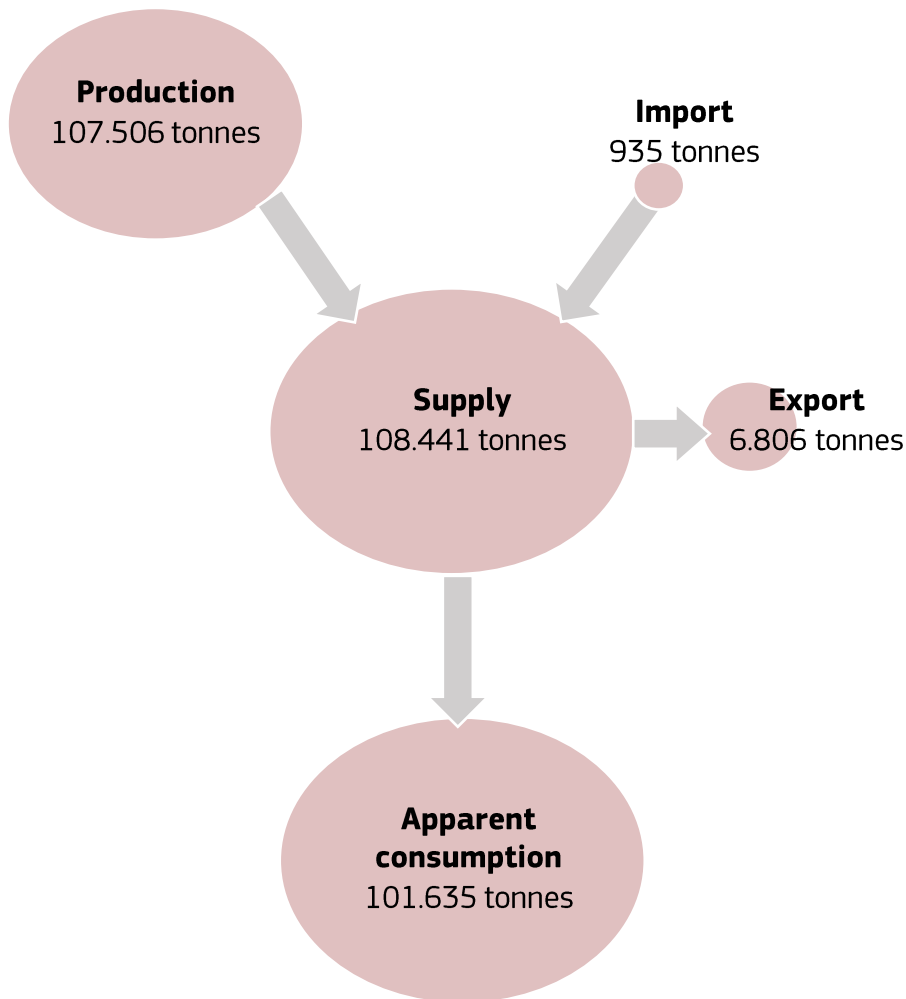 Production
107.506 tonnes
Import
935 tonnes
Supply
108.441 tonnes
Export
6.806 tonnes
Apparent
consumption
101.635 tonnes